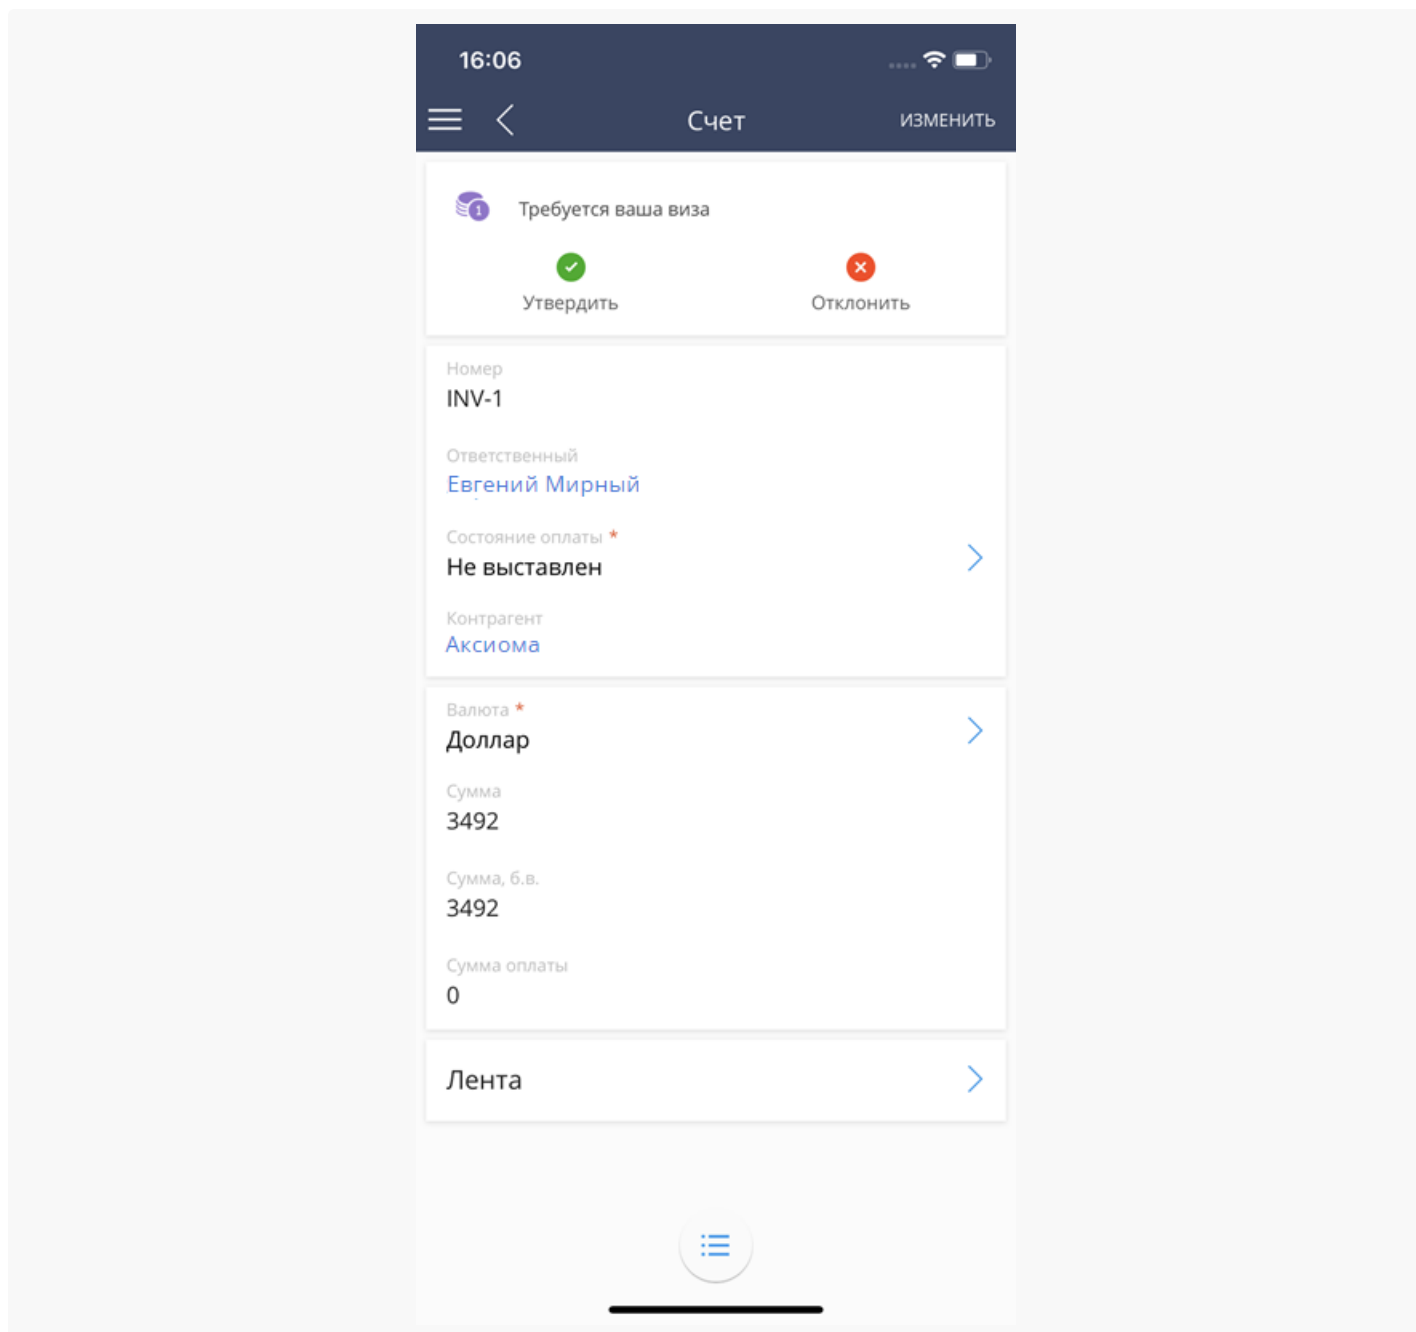 16:06
Счет
ИЗМЕНИТЬ
1
Требуется ваша виза
Утвердить
Отклонить
Номер
INV-1
Ответственный
Евгений Мирный
Состояние оплаты *
Не выставлен
Контрагент
Аксиома
Валюта *
Доллар
Сумма
3492
Сумма, б.в.
3492
Сумма оплаты
0
Лента